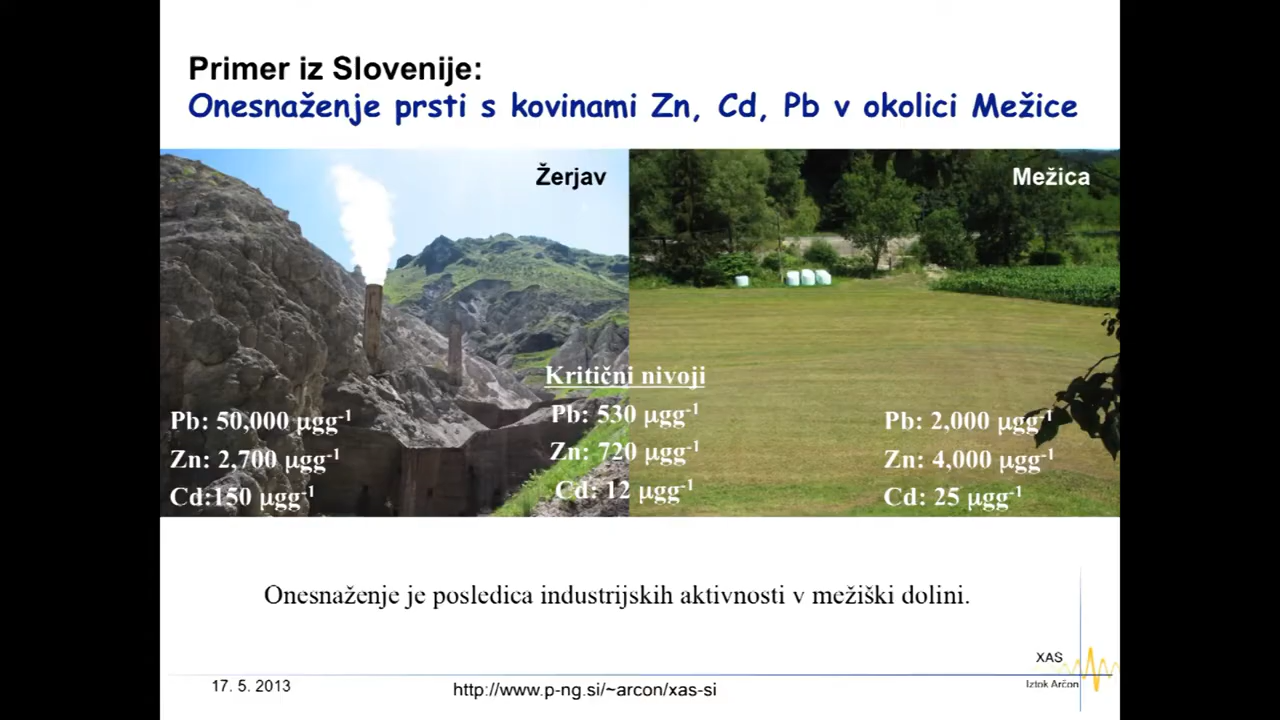 Primer iz Slovenije:
Onesnaženje prsti s kovinami Zn, Cd, Pb v okolici Mežice
Žerjav
Mežica
Pb: 50,000 µgg⁻¹
Zn: 2,700 µgg⁻¹
Cd:150 µgg⁻¹
Kritični nivoji
Pb: 530 µgg⁻¹
Zn: 720 µgg⁻¹
Cd: 12 µgg⁻¹
Pb: 2,000 µgg⁻¹
Zn: 4,000 µgg⁻¹
Cd: 25 µgg⁻¹
Onesnaženje je posledica industrijskih aktivnosti v mežiški dolini.
17. 5. 2013
http://www.p-ng.si/~arcon/xas-si
XAS
Iztok Arčon